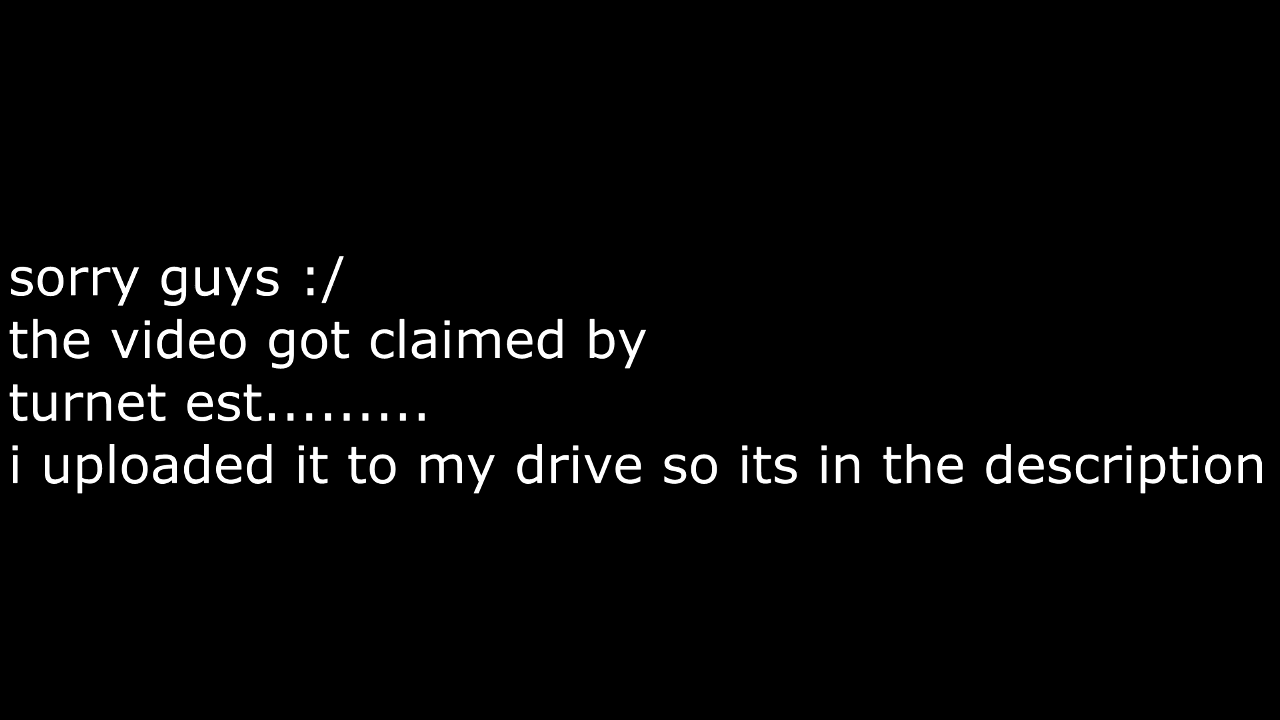 sorry guys :/
the video got claimed by
turnet est.........
i uploaded it to my drive so its in the description